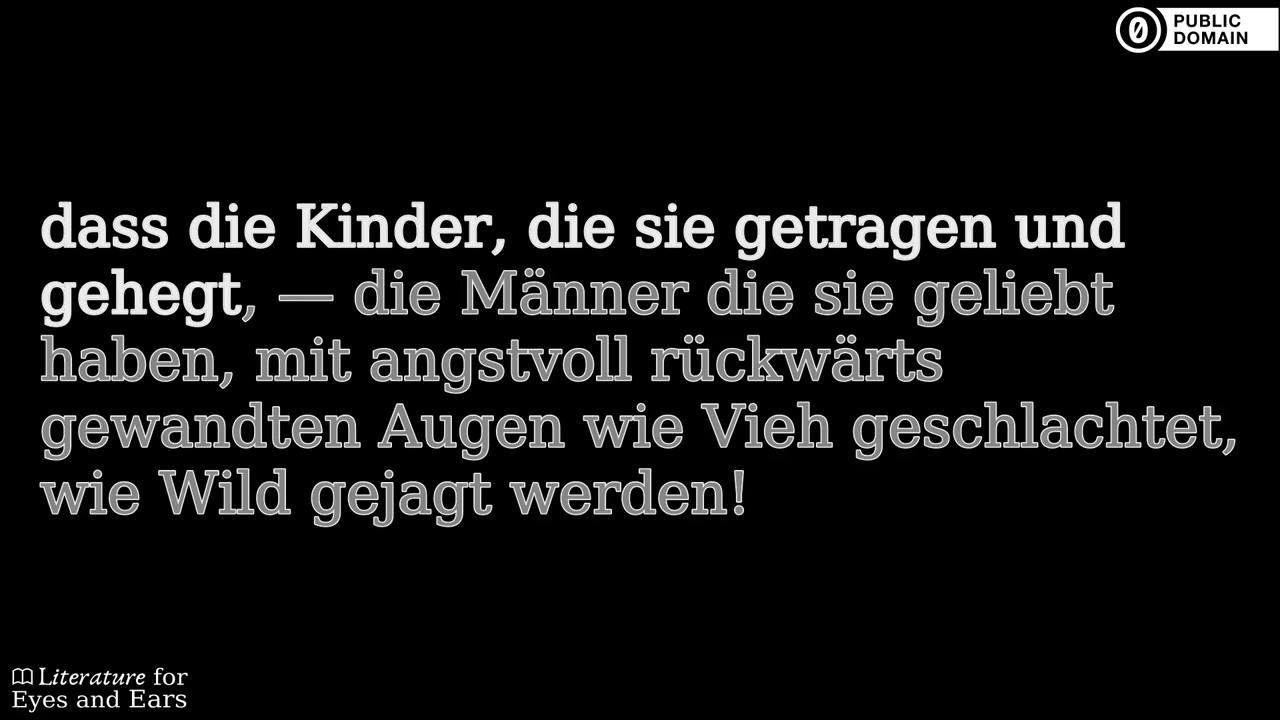 PUBLIC
DOMAIN
dass die Kinder, die sie getragen und
gehegt, — die Männer die sie geliebt
haben, mit angstvoll rückwärts
gewandten Augen wie Vieh geschlachtet,
wie Wild gejagt werden!
Literature for
Eyes and Ears